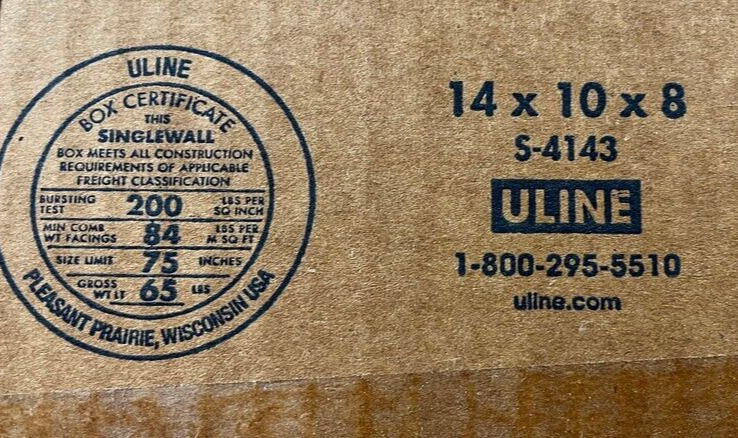 ULINE
BOX CERTIFICATE
THIS
SINGLEWALL
BOX MEETS ALL CONSTRUCTION
REQUIREMENTS OF APPLICABLE
FREIGHT CLASSIFICATION
BURSTING TEST 200 LBS PER SQ INCH
MIN COMB WT FACINGS 84 LBS PER M SQ FT
SIZE LIMIT 75 INCHES
GROSS WT LT 65 LBS
PLEASANT PRAIRIE, WISCONSIN USA
14 x 10 x 8
S-4143
ULINE
1-800-295-5510
uline.com